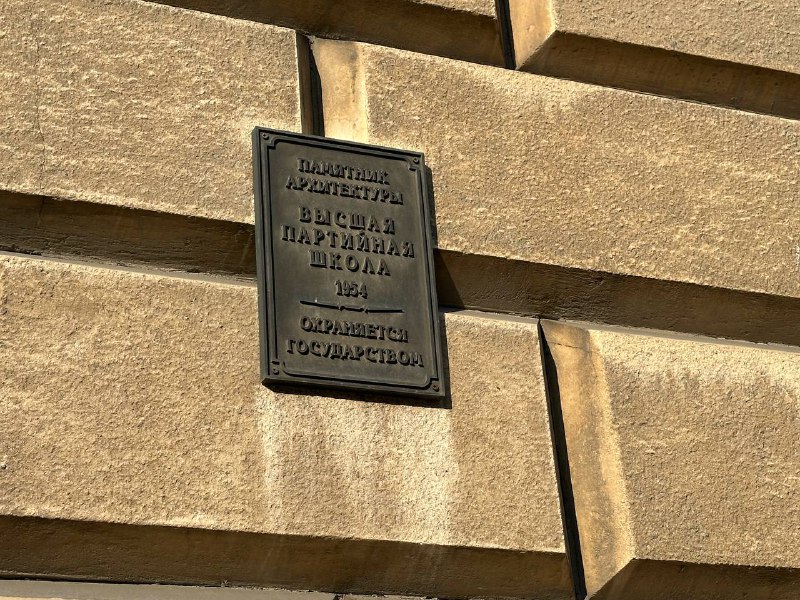 ПАМЯТНИК
АРХИТЕКТУРЫ
ВЫСШАЯ
ПАРТИЙНАЯ
ШКОЛА
1954
ОХРАНЯЕТСЯ
ГОСУДАРСТВОМ